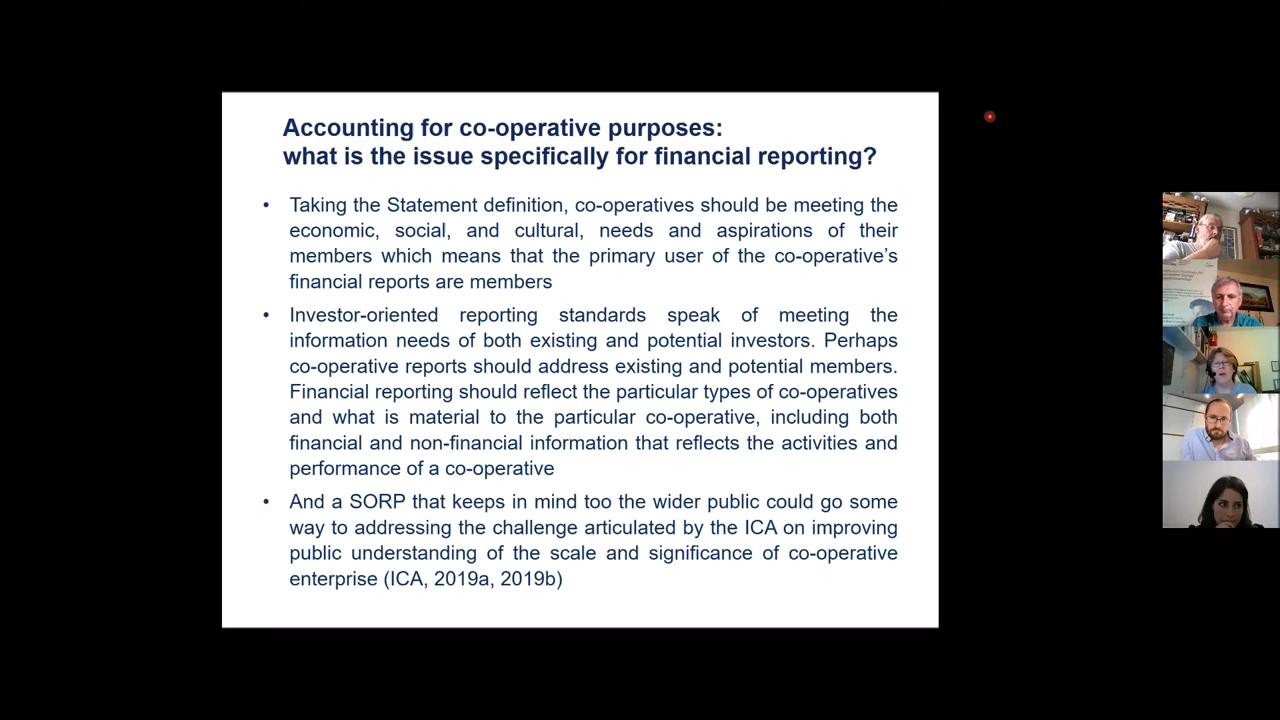 Accounting for co-operative purposes:
what is the issue specifically for financial reporting?
• Taking the Statement definition, co-operatives should be meeting the
economic, social, and cultural, needs and aspirations of their
members which means that the primary user of the co-operative’s
financial reports are members
• Investor-oriented reporting standards speak of meeting the
information needs of both existing and potential investors. Perhaps
co-operative reports should address existing and potential members.
Financial reporting should reflect the particular types of co-operatives
and what is material to the particular co-operative, including both
financial and non-financial information that reflects the activities and
performance of a co-operative
• And a SORP that keeps in mind too the wider public could go some
way to addressing the challenge articulated by the ICA on improving
public understanding of the scale and significance of co-operative
enterprise (ICA, 2019a, 2019b)